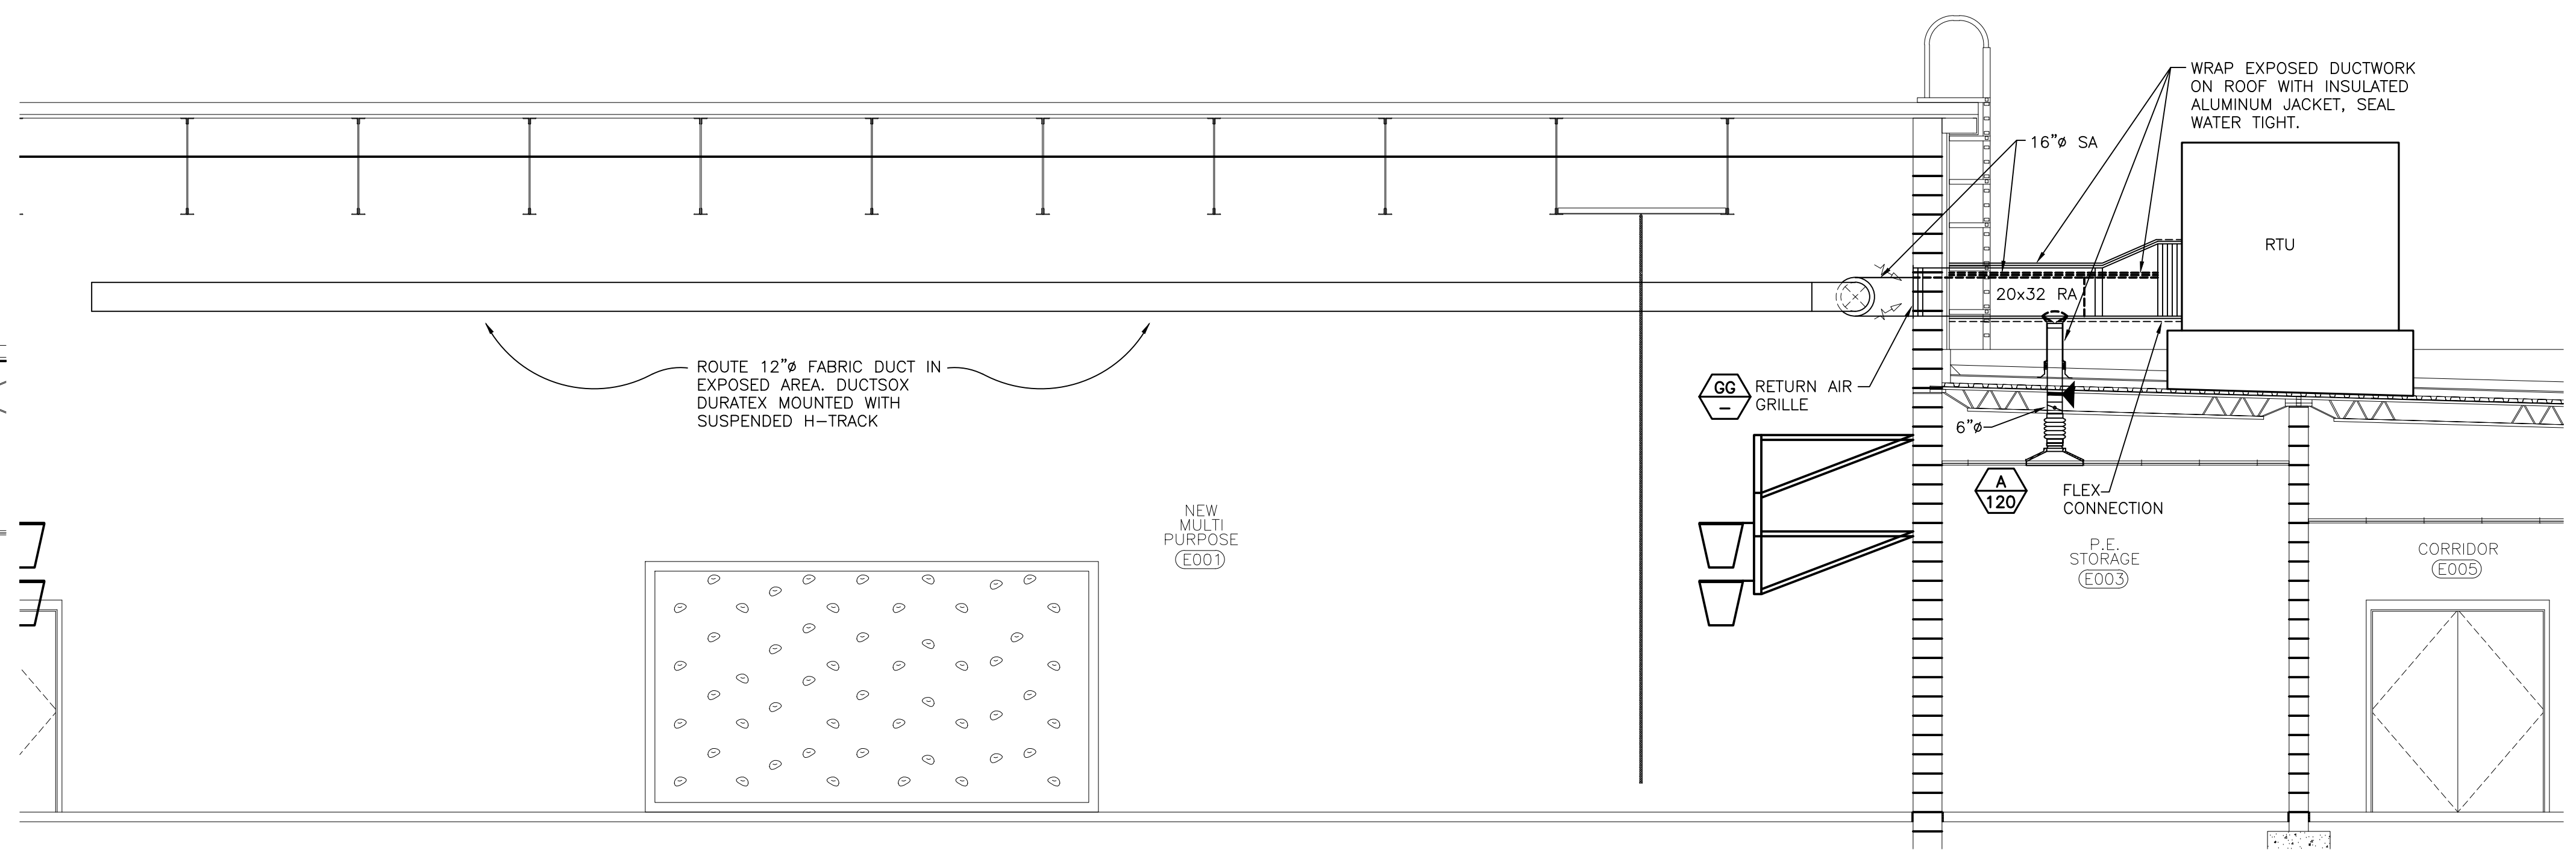 WRAP EXPOSED DUCTWORK
ON ROOF WITH INSULATED
ALUMINUM JACKET, SEAL
WATER TIGHT.
16"ø SA
RTU
20x32 RA
ROUTE 12"ø FABRIC DUCT IN
EXPOSED AREA. DUCTSOX
DURATEX MOUNTED WITH
SUSPENDED H-TRACK
GG
-
RETURN AIR
GRILLE
6"ø
A
120
FLEX
CONNECTION
NEW
MULTI
PURPOSE
E001
P.E.
STORAGE
E003
CORRIDOR
E005